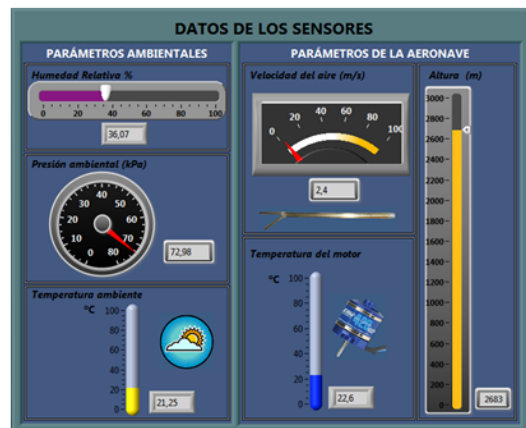 DATOS DE LOS SENSORES
PARÁMETROS AMBIENTALES
Humedad Relativa %
0 20 40 60 80 100
36,07
Presión ambiental (kPa)
0 10 20 30 40 50 60 70 80
72,98
Temperatura ambiente
°C
100
80
60
40
20
0
21,25
PARÁMETROS DE LA AERONAVE
Velocidad del aire (m/s)
0 20 40 60 80 100
2,4
Temperatura del motor
°C
100
80
60
40
20
0
22,6
Altura (m)
3000
2800
2600
2400
2200
2000
1800
1600
1400
1200
1000
800
600
400
200
0
2683